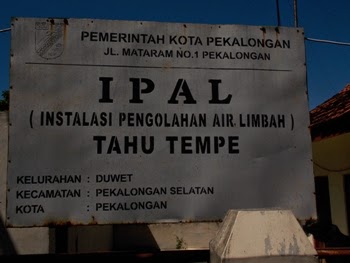 PEMERINTAH KOTA PEKALONGAN
JL. MATARAM NO.1 PEKALONGAN
IPAL
( INSTALASI PENGOLAHAN AIR LIMBAH )
TAHU TEMPE
KELURAHAN : DUWET
KECAMATAN : PEKALONGAN SELATAN
KOTA : PEKALONGAN